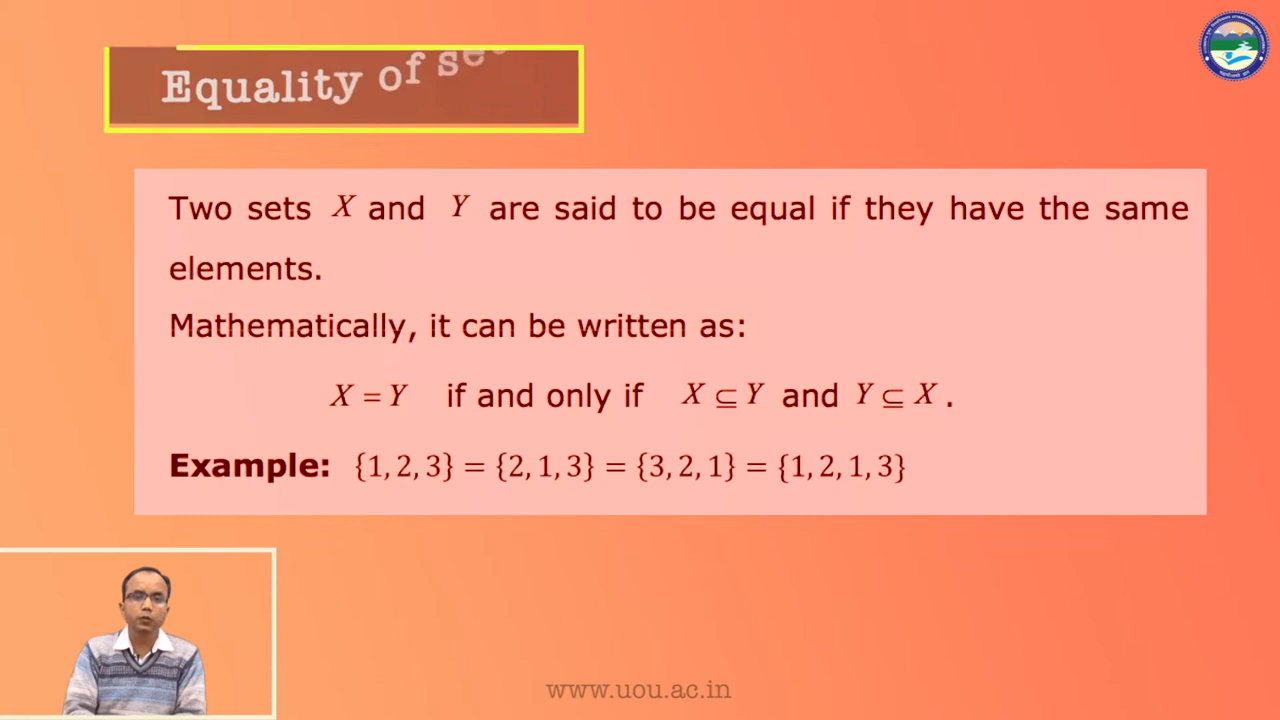 Equality of set
Two sets X and Y are said to be equal if they have the same
elements.
Mathematically, it can be written as:
X = Y if and only if X ⊆ Y and Y ⊆ X .
Example: {1, 2, 3} = {2, 1, 3} = {3, 2, 1} = {1, 2, 1, 3}
www.uou.ac.in